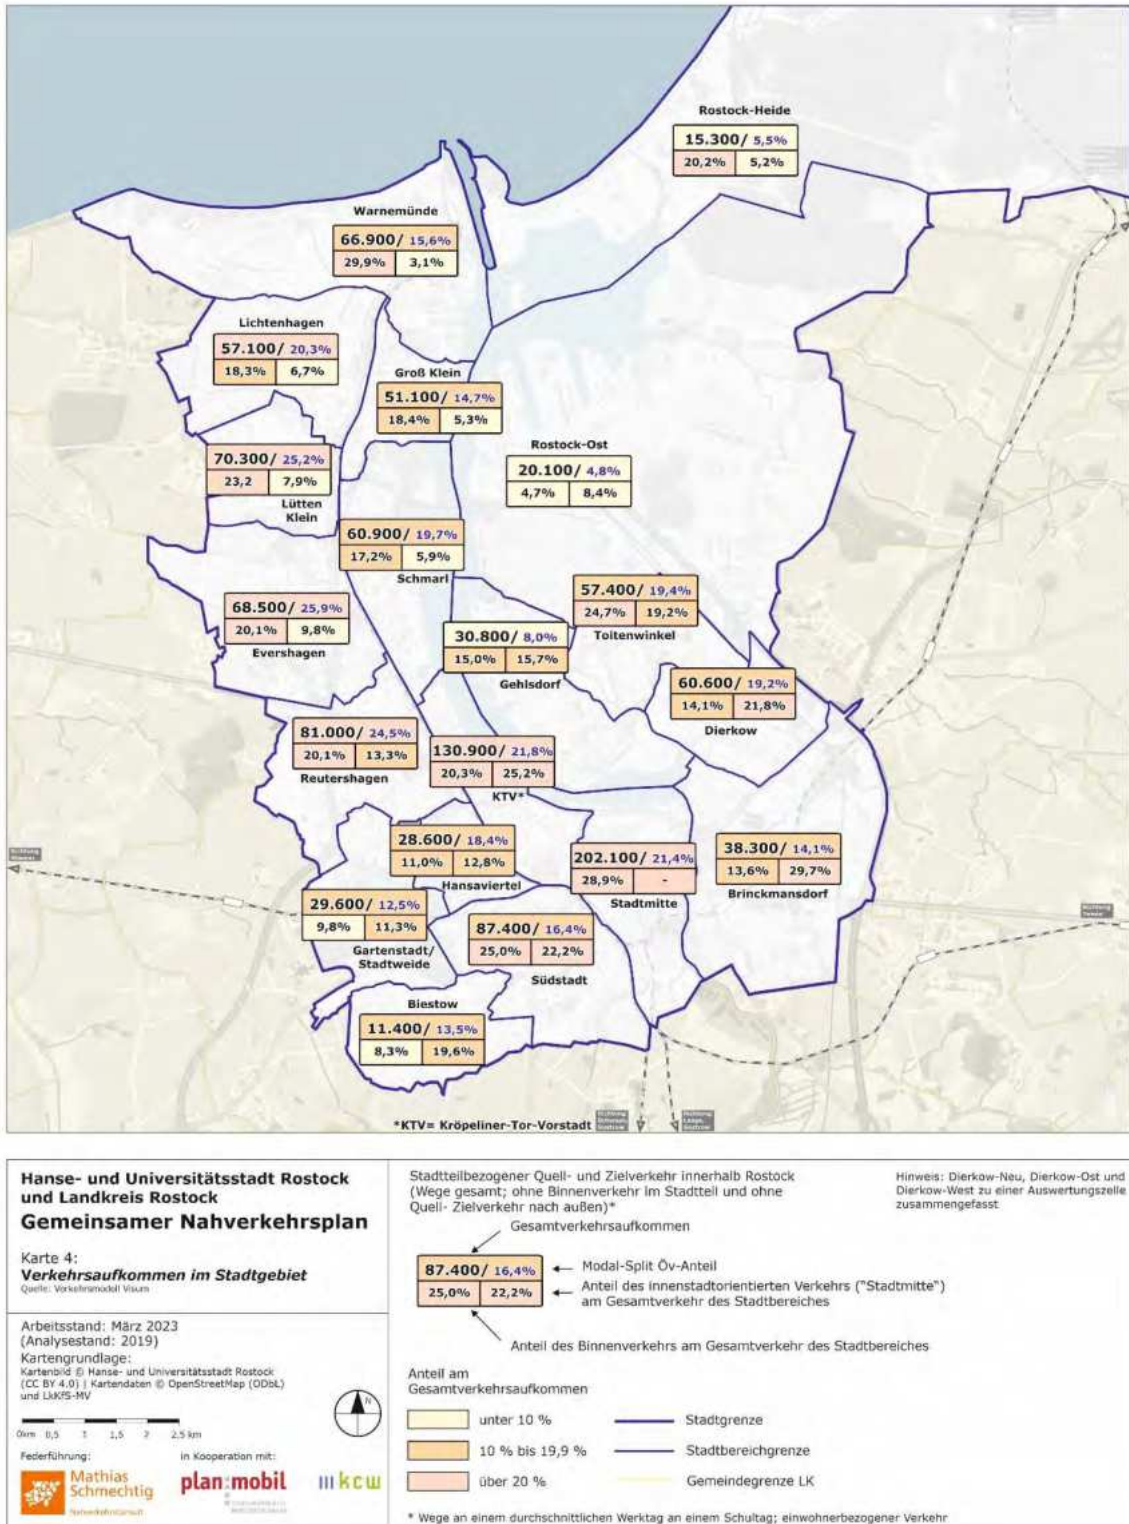 Rostock-Heide
15.300/ 5,5%
20,2% 5,2%
Warnemünde
66.900/ 15,6%
29,9% 3,1%
Lichtenhagen
57.100/ 20,3%
18,3% 6,7%
Groß Klein
51.100/ 14,7%
18,4% 5,3%
Rostock-Ost
20.100/ 4,8%
4,7% 8,4%
70.300/ 25,2%
23,2 7,9%
Lütten
Klein
60.900/ 19,7%
17,2% 5,9%
Schmarl
57.400/ 19,4%
24,7% 19,2%
Toitenwinkel
68.500/ 25,9%
20,1% 9,8%
Evershagen
30.800/ 8,0%
15,0% 15,7%
Gehlsdorf
60.600/ 19,2%
14,1% 21,8%
Dierkow
81.000/ 24,5%
20,1% 13,3%
Reutershagen
130.900/ 21,8%
20,3% 25,2%
KTV*
28.600/ 18,4%
11,0% 12,8%
Hansaviertel
202.100/ 21,4%
28,9% -
Stadtmitte
38.300/ 14,1%
13,6% 29,7%
Brinckmansdorf
29.600/ 12,5%
9,8% 11,3%
Gartenstadt/
Stadtweide
87.400/ 16,4%
25,0% 22,2%
Südstadt
Biestow
11.400/ 13,5%
8,3% 19,6%
*KTV= Kröpeliner-Tor-Vorstadt
Hanse- und Universitätsstadt Rostock
und Landkreis Rostock
Gemeinsamer Nahverkehrsplan
Karte 4:
Verkehrsaufkommen im Stadtgebiet
Quelle: Verkehrsmodell Visum
Arbeitsstand: März 2023
(Analysestand: 2019)
Kartengrundlage:
Kartenbild © Hanse- und Universitätsstadt Rostock
(CC BY 4.0) | Kartendaten © OpenStreetMap (ODbL)
und LkKfS-MV
N
0km 0,5 1 1,5 2 2,5 km
Federführung:
in Kooperation mit:
Mathias
Schmechtig
Nahverkehrsconsult
plan:mobil
kcw
Stadtteilbezogener Quell- und Zielverkehr innerhalb Rostock
(Wege gesamt; ohne Binnenverkehr im Stadtteil und ohne
Quell- Zielverkehr nach außen)*
Hinweis: Dierkow-Neu, Dierkow-Ost und
Dierkow-West zu einer Auswertungszelle
zusammengefasst
Gesamtverkehrsaufkommen
87.400/ 16,4%
25,0% 22,2%
Modal-Split Öv-Anteil
Anteil des innenstadtorientierten Verkehrs ("Stadtmitte")
am Gesamtverkehr des Stadtbereiches
Anteil des Binnenverkehrs am Gesamtverkehr des Stadtbereiches
Anteil am
Gesamtverkehrsaufkommen
unter 10 %
10 % bis 19,9 %
über 20 %
Stadtgrenze
Stadtbereichgrenze
Gemeindegrenze LK
* Wege an einem durchschnittlichen Werktag an einem Schultag; einwohnerbezogener Verkehr